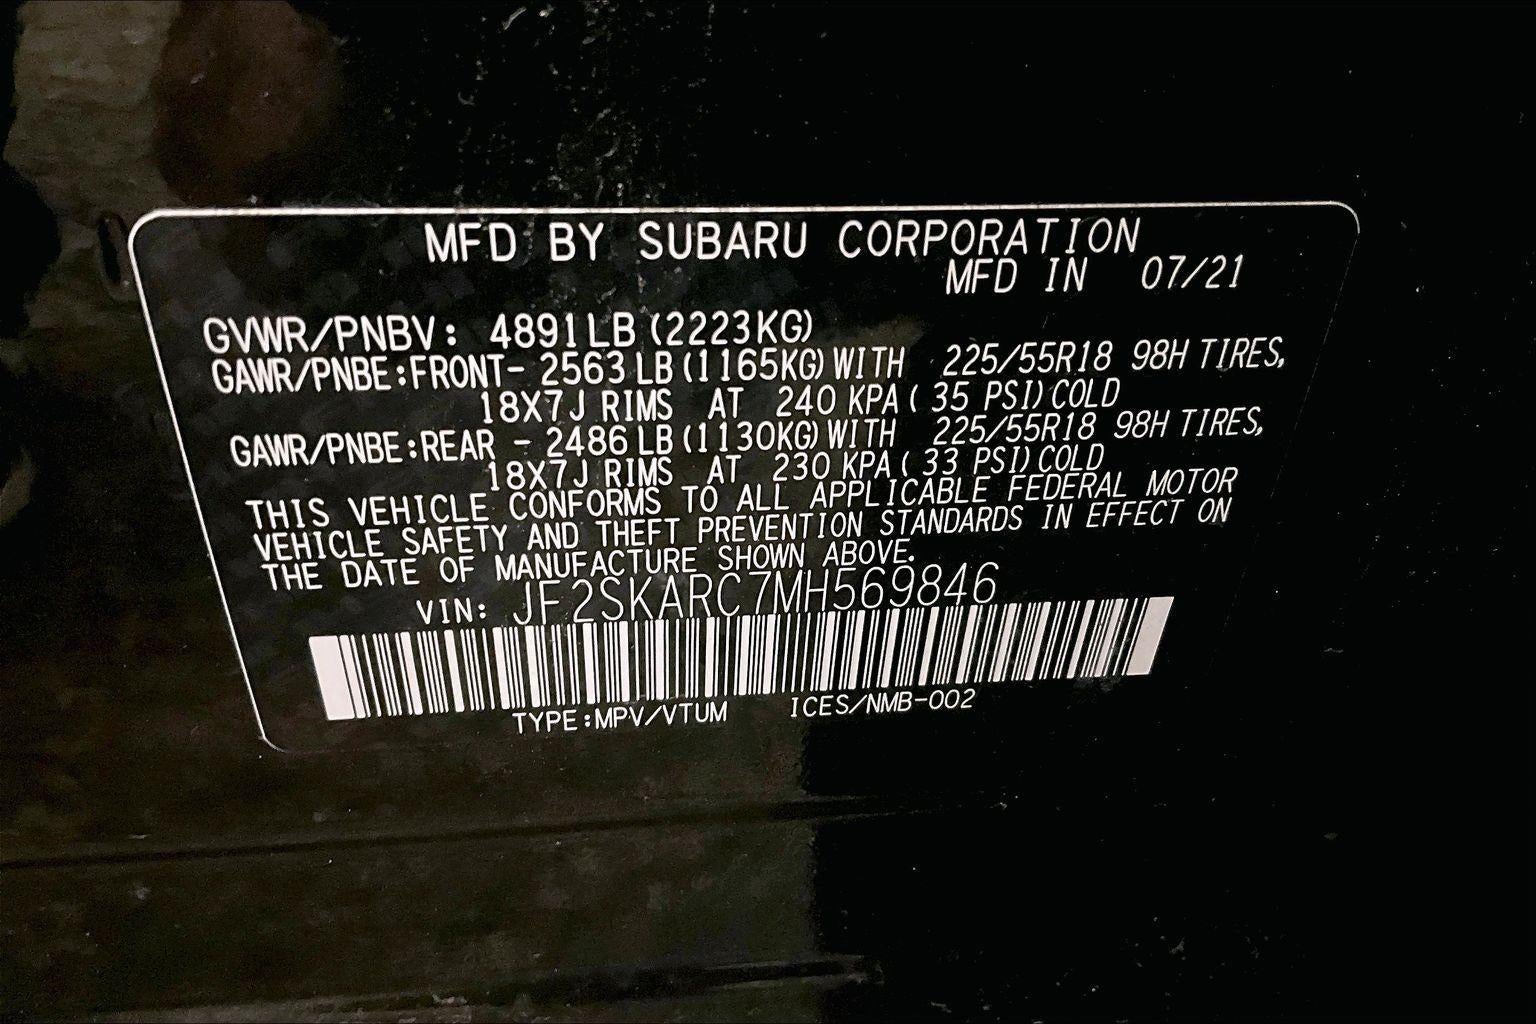 MFD BY SUBARU CORPORATION
MFD IN 07/21
GVWR/PNBV: 4891LB (2223KG)
GAWR/PNBE:FRONT- 2563 LB (1165KG) WITH 225/55R18 98H TIRES,
18X7J RIMS AT 240 KPA ( 35 PSI) COLD
GAWR/PNBE:REAR - 2486 LB (1130KG) WITH 225/55R18 98H TIRES,
18X7J RIMS AT 230 KPA ( 33 PSI) COLD
THIS VEHICLE CONFORMS TO ALL APPLICABLE FEDERAL MOTOR
VEHICLE SAFETY AND THEFT PREVENTION STANDARDS IN EFFECT ON
THE DATE OF MANUFACTURE SHOWN ABOVE.
VIN: JF2SKARC7MH569846
TYPE:MPV/VTUM ICES/NMB-002